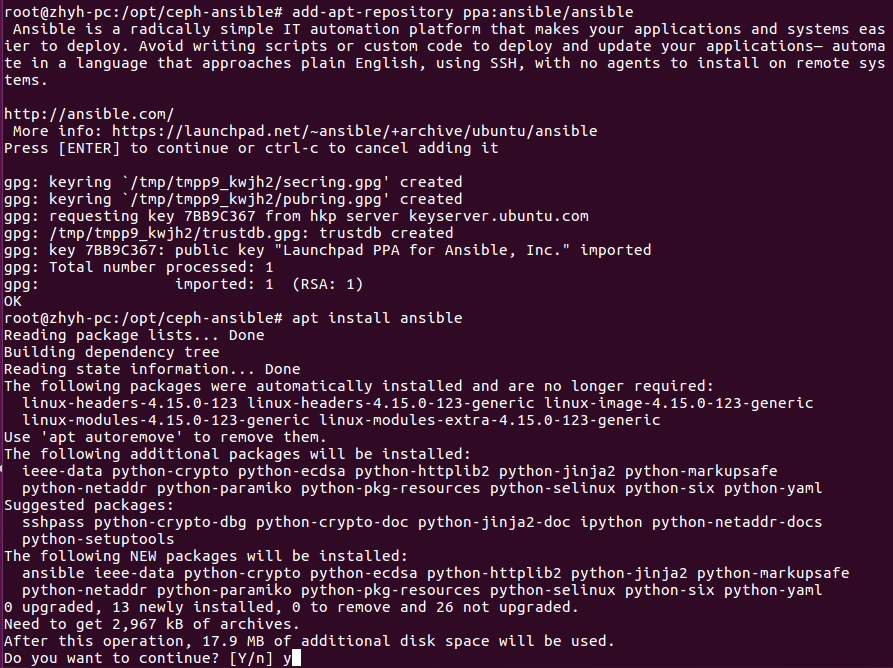 root@zhyh-pc:/opt/ceph-ansible# add-apt-repository ppa:ansible/ansible
 Ansible is a radically simple IT automation platform that makes your applications and systems eas
ier to deploy. Avoid writing scripts or custom code to deploy and update your applications— automa
te in a language that approaches plain English, using SSH, with no agents to install on remote sys
tems.

http://ansible.com/
 More info: https://launchpad.net/~ansible/+archive/ubuntu/ansible
Press [ENTER] to continue or ctrl-c to cancel adding it

gpg: keyring `/tmp/tmpp9_kwjh2/secring.gpg' created
gpg: keyring `/tmp/tmpp9_kwjh2/pubring.gpg' created
gpg: requesting key 7BB9C367 from hkp server keyserver.ubuntu.com
gpg: /tmp/tmpp9_kwjh2/trustdb.gpg: trustdb created
gpg: key 7BB9C367: public key "Launchpad PPA for Ansible, Inc." imported
gpg: Total number processed: 1
gpg:               imported: 1  (RSA: 1)
OK
root@zhyh-pc:/opt/ceph-ansible# apt install ansible
Reading package lists... Done
Building dependency tree
Reading state information... Done
The following packages were automatically installed and are no longer required:
  linux-headers-4.15.0-123 linux-headers-4.15.0-123-generic linux-image-4.15.0-123-generic
  linux-modules-4.15.0-123-generic linux-modules-extra-4.15.0-123-generic
Use 'apt autoremove' to remove them.
The following additional packages will be installed:
  ieee-data python-crypto python-ecdsa python-httplib2 python-jinja2 python-markupsafe
  python-netaddr python-paramiko python-pkg-resources python-selinux python-six python-yaml
Suggested packages:
  sshpass python-crypto-dbg python-crypto-doc python-jinja2-doc ipython python-netaddr-docs
  python-setuptools
The following NEW packages will be installed:
  ansible ieee-data python-crypto python-ecdsa python-httplib2 python-jinja2 python-markupsafe
  python-netaddr python-paramiko python-pkg-resources python-selinux python-six python-yaml
0 upgraded, 13 newly installed, 0 to remove and 26 not upgraded.
Need to get 2,967 kB of archives.
After this operation, 17.9 MB of additional disk space will be used.
Do you want to continue? [Y/n] y